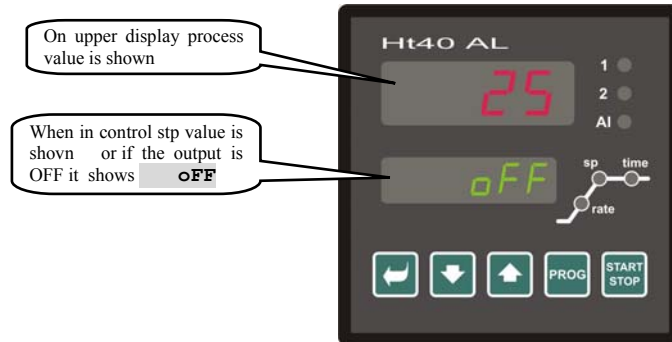 On upper display process
value is shown
When in control stp value is
shovn or if the output is
OFF it shows oFF
Ht40 AL
25
1
2
AI
oFF
sp time
rate
PROG
START
STOP